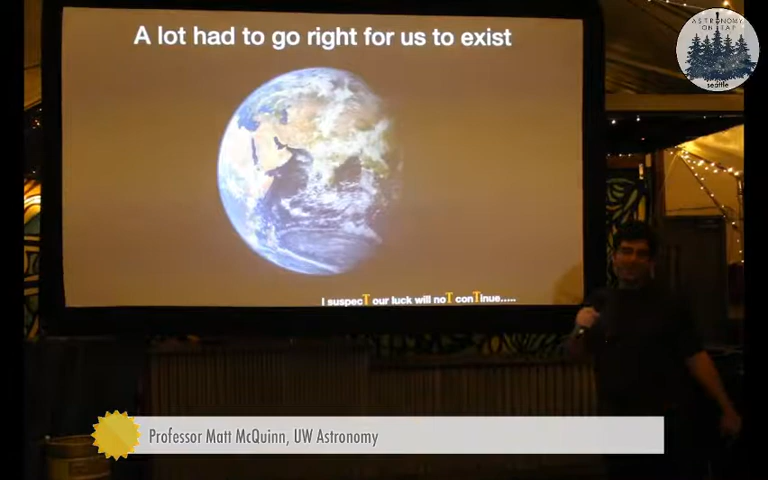 A lot had to go right for us to exist
ASTRONOMY
ON TAP
seattle
I suspecT our luck will noT conTinue.....
Professor Matt McQuinn, UW Astronomy